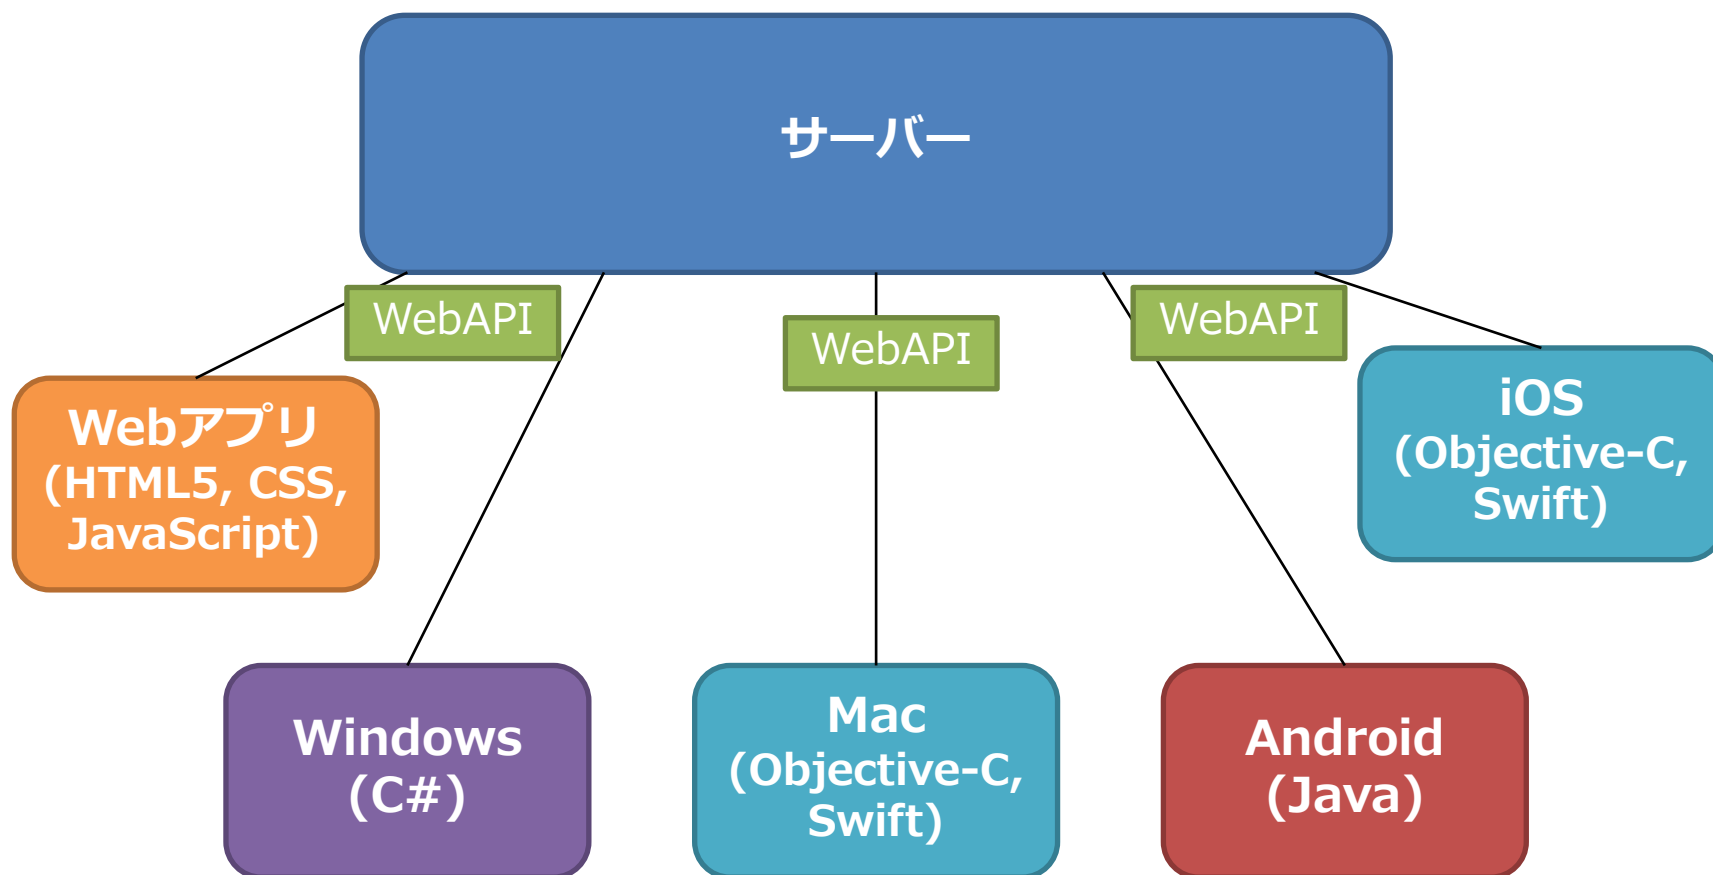 サーバー
WebAPI
WebAPI
WebAPI
Webアプリ
(HTML5, CSS,
JavaScript)
iOS
(Objective-C,
Swift)
Windows
(C#)
Mac
(Objective-C,
Swift)
Android
(Java)